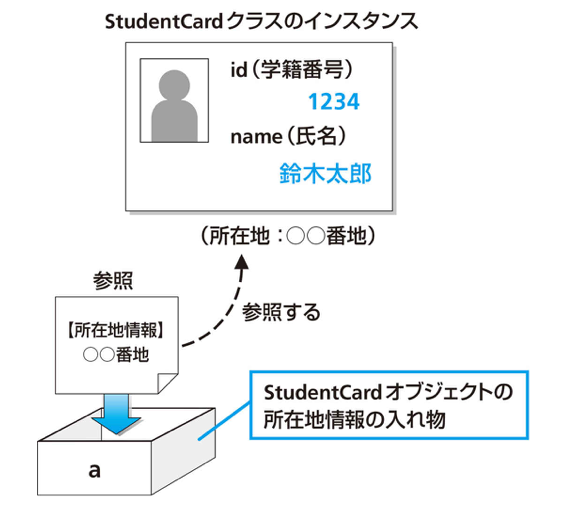 StudentCardクラスのインスタンス
id(学籍番号)
1234
name(氏名)
鈴木太郎
(所在地:○○番地)
参照
参照する
【所在地情報】
○○番地
StudentCardオブジェクトの
所在地情報の入れ物
a